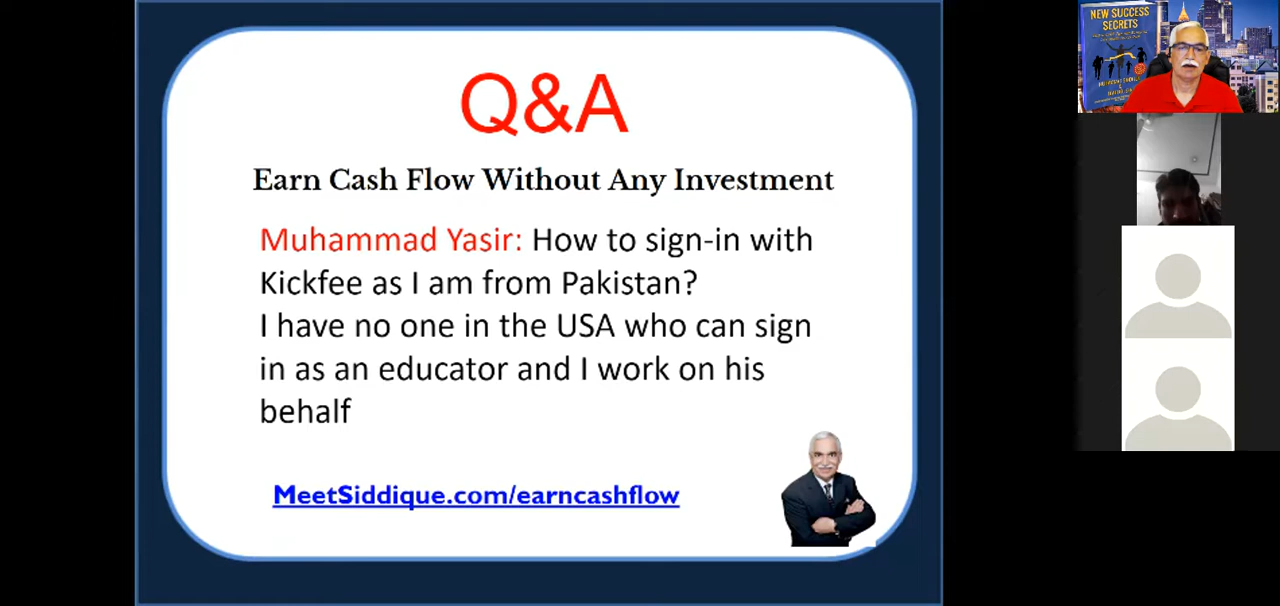 Q&A
Earn Cash Flow Without Any Investment
Muhammad Yasir: How to sign-in with
Kickfee as I am from Pakistan?
I have no one in the USA who can sign
in as an educator and I work on his
behalf
MeetSiddique.com/earncashflow
NEW SUCCESS
SECRETS